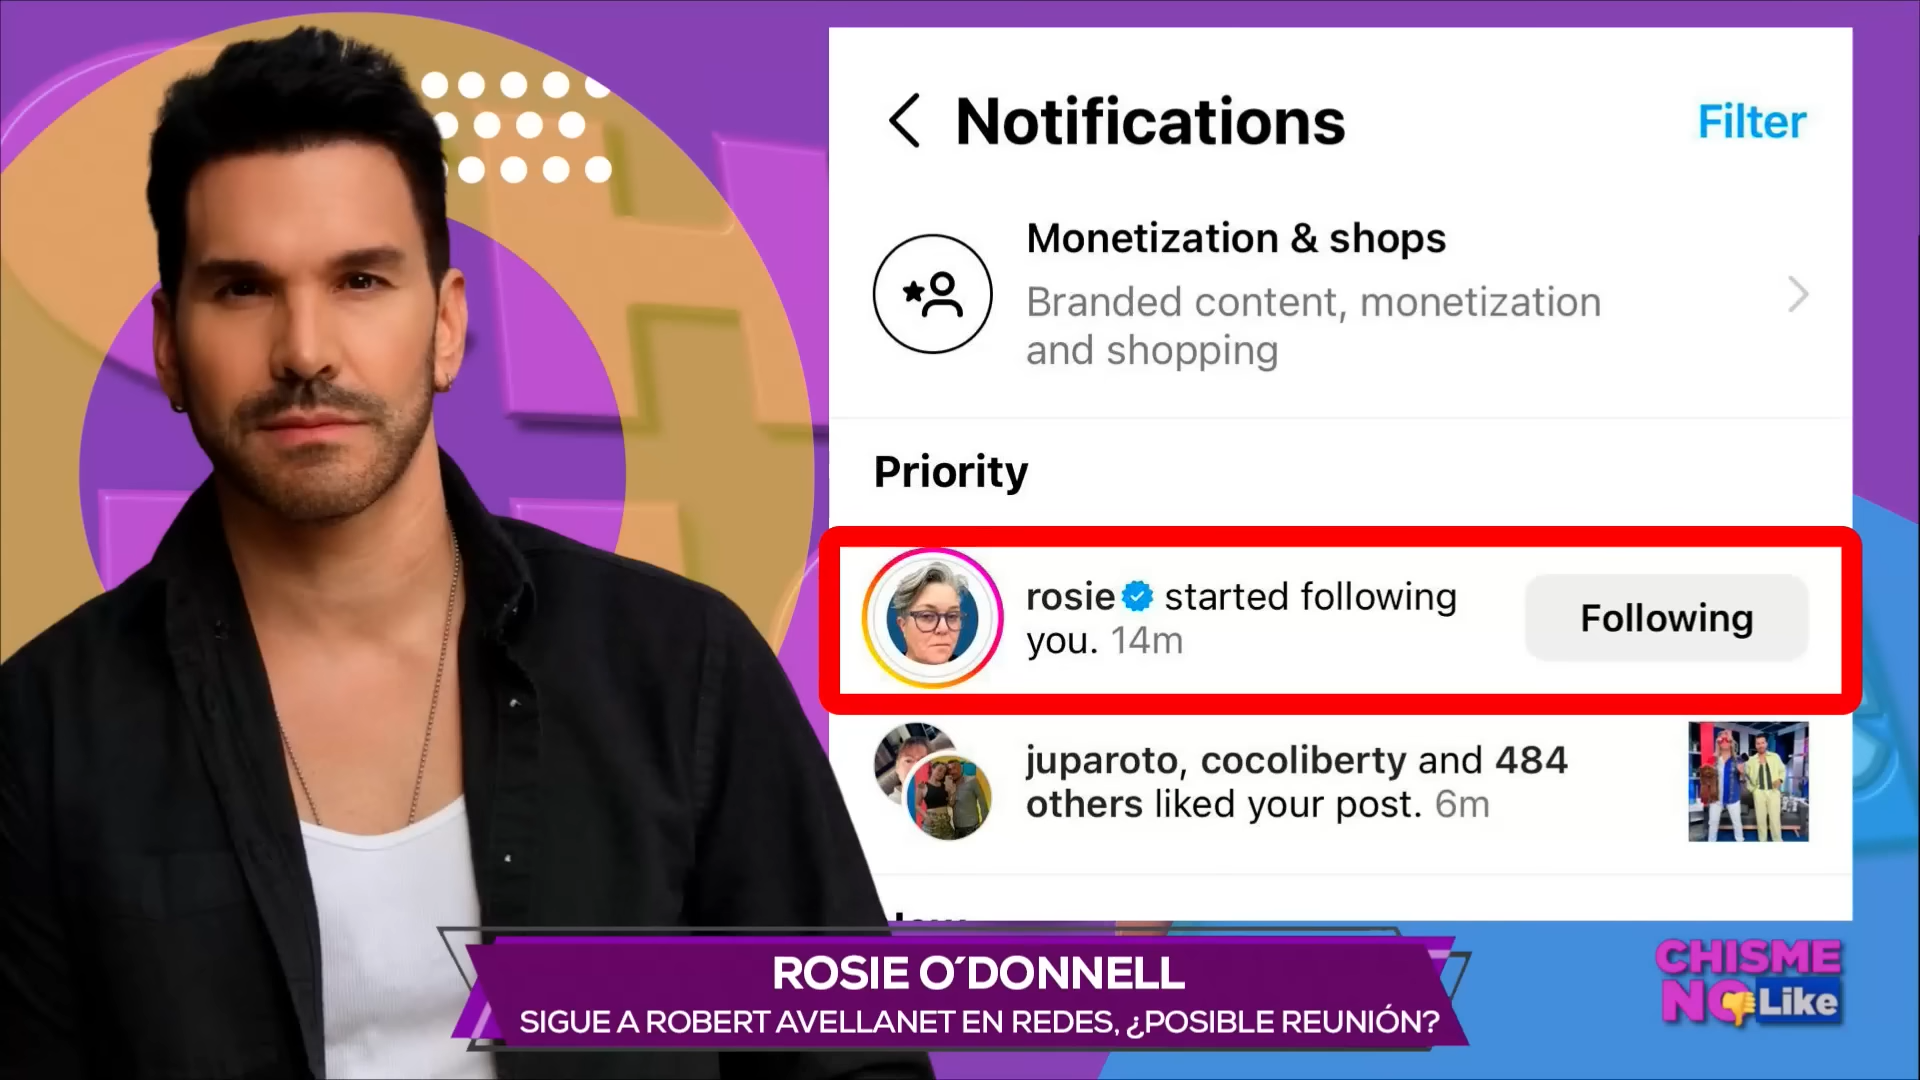 Notifications
Filter
Monetization & shops
Branded content, monetization
and shopping
Priority
rosie started following
you. 14m
Following
juparoto, cocoliberty and 484
others liked your post. 6m
ROSIE O´DONNELL
SIGUE A ROBERT AVELLANET EN REDES, ¿POSIBLE REUNIÓN?
CHISME
NO Like